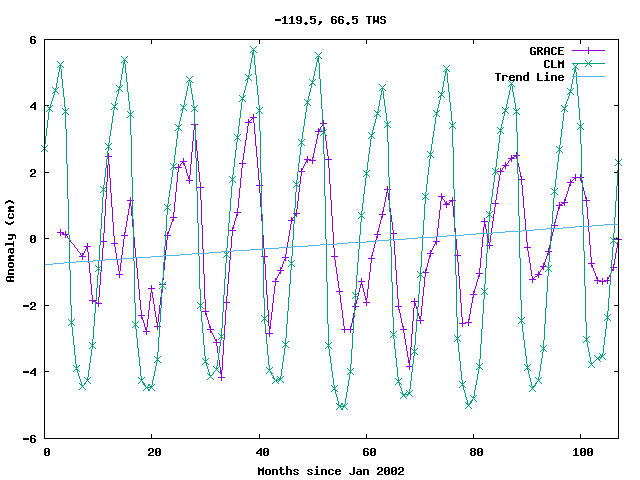 -119.5, 66.5 TWS
GRACE
CLM
Trend Line
6
4
2
0
-2
-4
-6
Anomaly (cm)
0 20 40 60 80 100
Months since Jan 2002